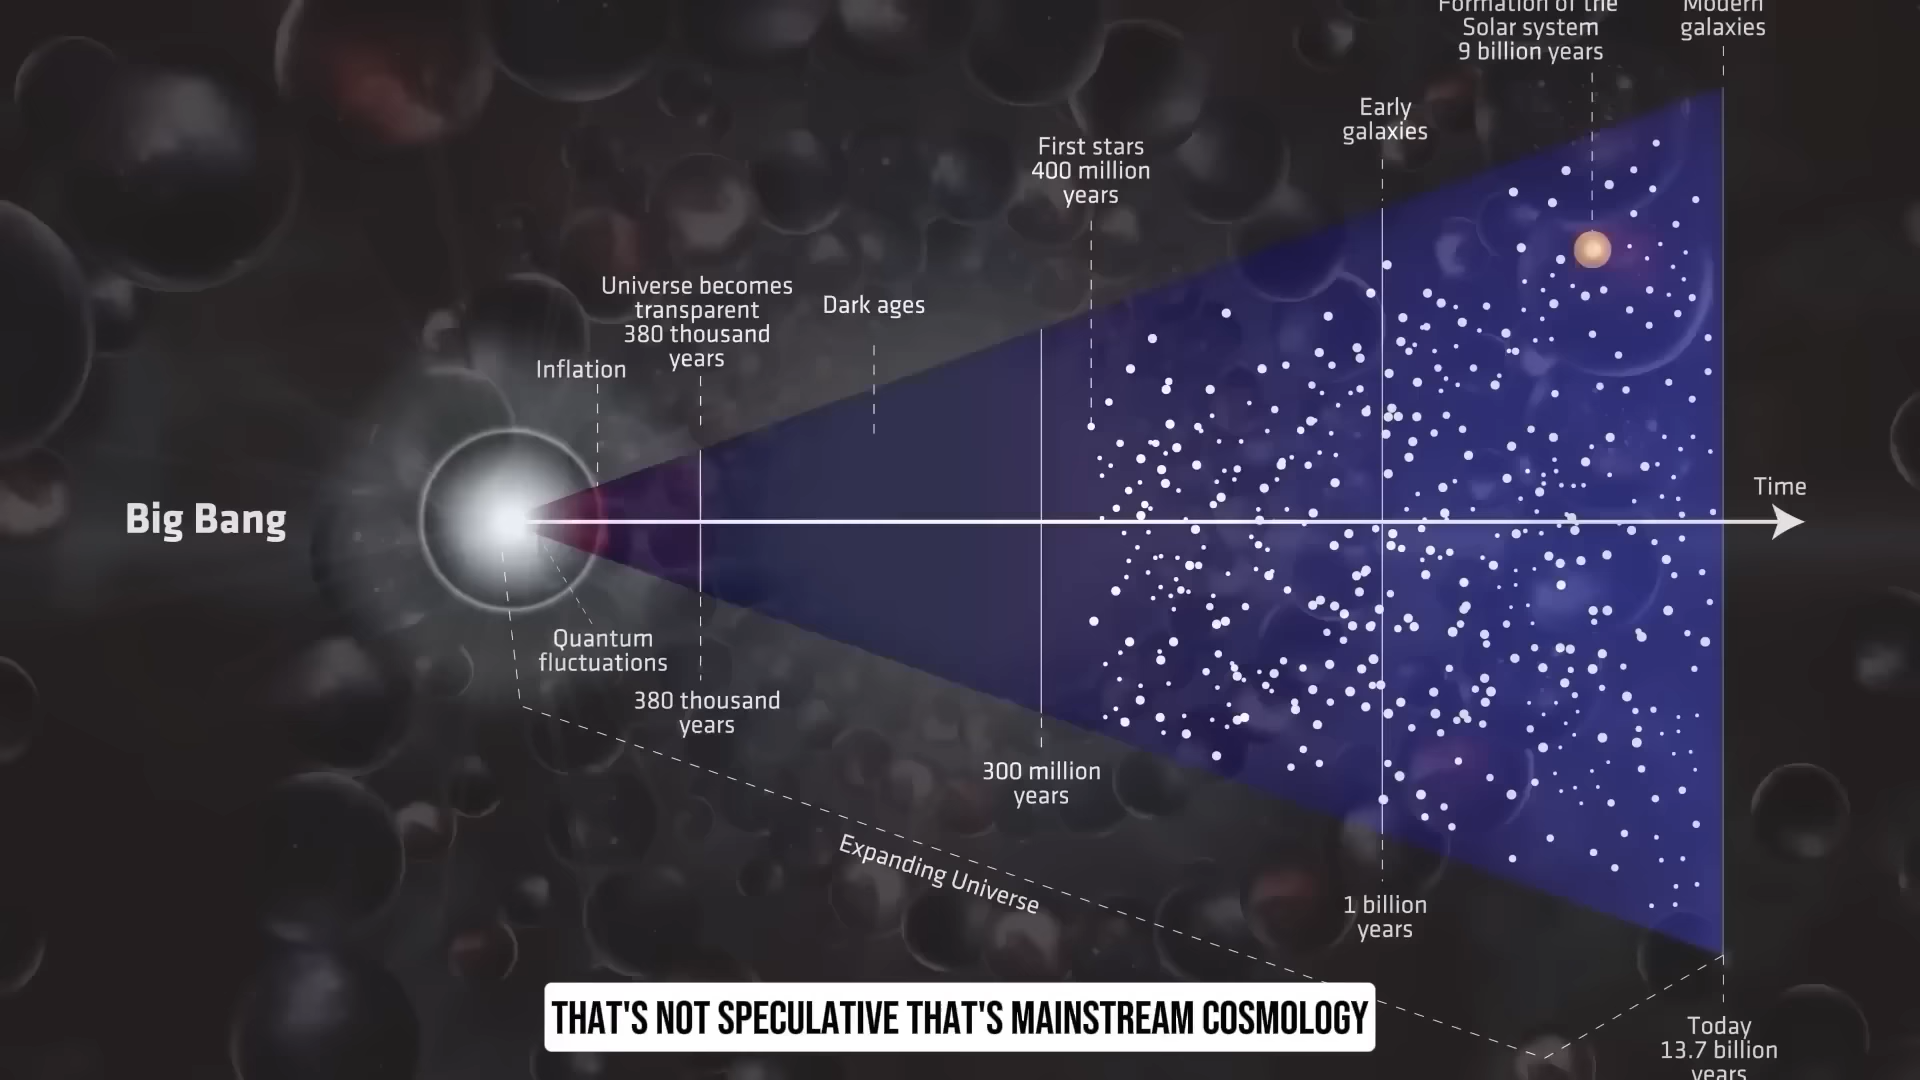 Formation of the
Solar system
9 billion years
Modern
galaxies
Early
galaxies
First stars
400 million
years
Universe becomes
transparent
380 thousand
years
Dark ages
Inflation
Big Bang
Time
Quantum
fluctuations
380 thousand
years
300 million
years
Expanding Universe
1 billion
years
THAT'S NOT SPECULATIVE THAT'S MAINSTREAM COSMOLOGY
Today
13.7 billion
years